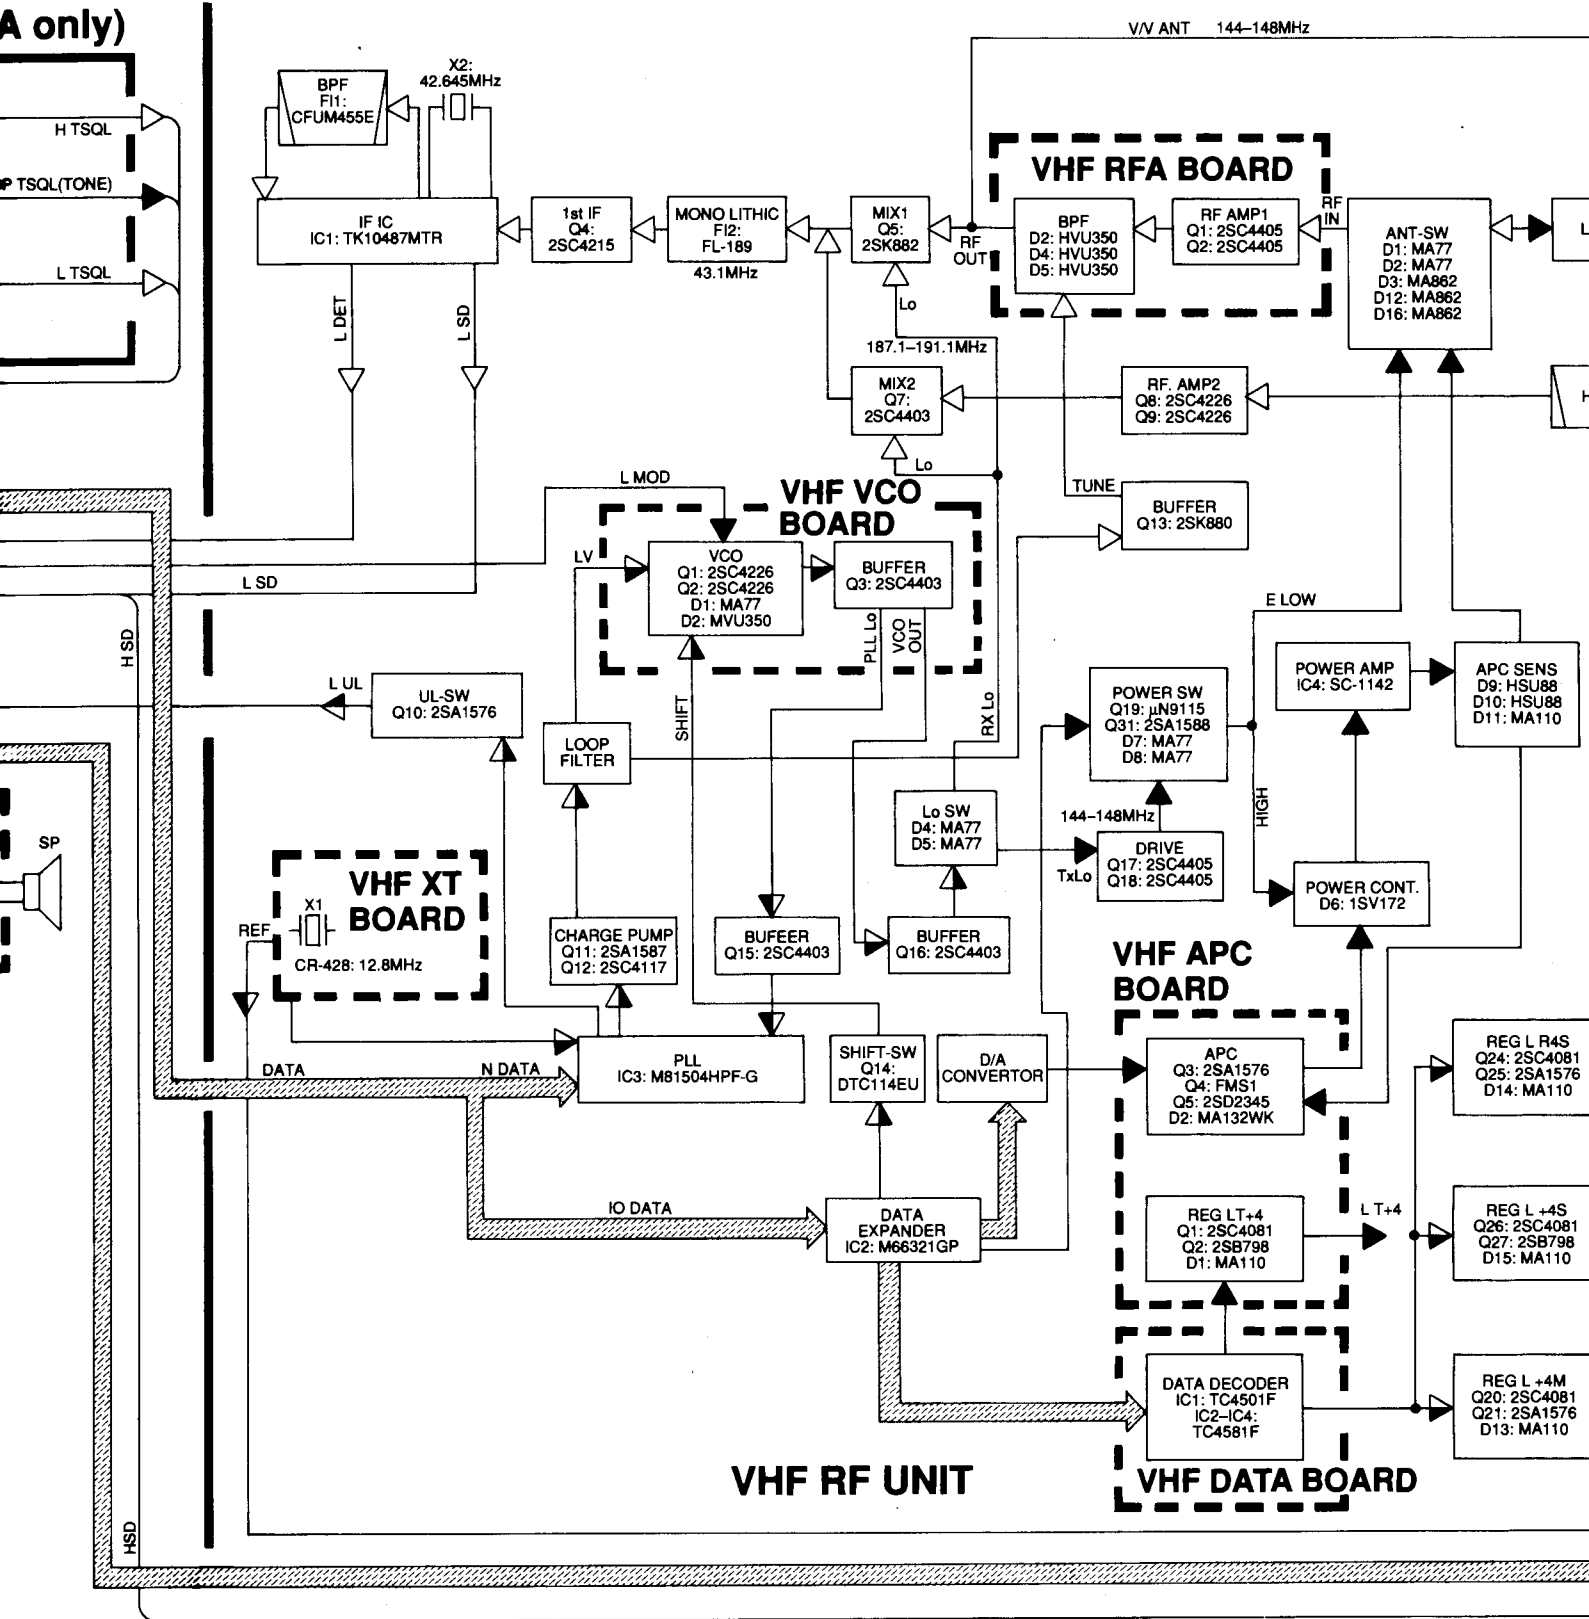 A only)
V/V ANT 144–148MHz
X2:
42.645MHz
BPF
FI1:
CFUM455E
H TSQL
VHF RFA BOARD
TSQL(TONE)
L TSQL
IF IC
IC1: TK10487MTR
1st IF
Q4:
2SC4215
MONO LITHIC
FI2:
FL-189
43.1MHz
MIX1
Q5:
2SK882
RF
OUT
BPF
D2: HVU350
D4: HVU350
D5: HVU350
RF AMP1
Q1: 2SC4405
Q2: 2SC4405
RF
IN
ANT-SW
D1: MA77
D2: MA77
D3: MA862
D12: MA862
D16: MA862
L
L DET
L SD
Lo
187.1–191.1MHz
MIX2
Q7:
2SC4403
RF. AMP2
Q8: 2SC4226
Q9: 2SC4226
H
Lo
L MOD
VHF VCO
BOARD
TUNE
BUFFER
Q13: 2SK880
LV
VCO
Q1: 2SC4226
Q2: 2SC4226
D1: MA77
D2: MVU350
BUFFER
Q3: 2SC4403
L SD
H SD
PLL Lo
VCO
OUT
E LOW
L UL
UL-SW
Q10: 2SA1576
SHIFT
RX Lo
LOOP
FILTER
POWER SW
Q19: µN9115
Q31: 2SA1588
D7: MA77
D8: MA77
POWER AMP
IC4: SC-1142
APC SENS
D9: HSU88
D10: HSU88
D11: MA110
HIGH
144–148MHz
Lo SW
D4: MA77
D5: MA77
TxLo
DRIVE
Q17: 2SC4405
Q18: 2SC4405
POWER CONT.
D6: 1SV172
SP
VHF XT
BOARD
X1
CR-428: 12.8MHz
REF
CHARGE PUMP
Q11: 2SA1587
Q12: 2SC4117
BUFEER
Q15: 2SC4403
BUFFER
Q16: 2SC4403
VHF APC
BOARD
DATA
N DATA
PLL
IC3: M81504HPF-G
SHIFT-SW
Q14:
DTC114EU
D/A
CONVERTOR
APC
Q3: 2SA1576
Q4: FMS1
Q5: 2SD2345
D2: MA132WK
REG L R4S
Q24: 2SC4081
Q25: 2SA1576
D14: MA110
IO DATA
DATA
EXPANDER
IC2: M66321GP
REG LT+4
Q1: 2SC4081
Q2: 2SB798
D1: MA110
L T+4
REG L +4S
Q26: 2SC4081
Q27: 2SB798
D15: MA110
DATA DECODER
IC1: TC4501F
IC2–IC4:
TC4581F
REG L +4M
Q20: 2SC4081
Q21: 2SA1576
D13: MA110
VHF RF UNIT
VHF DATA BOARD
HSD